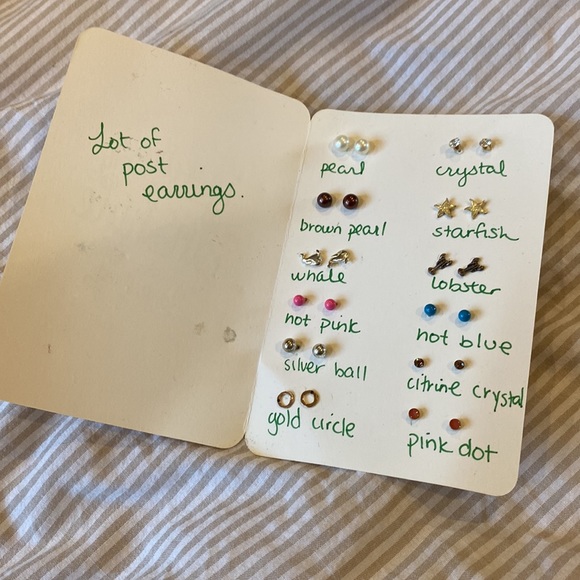 Lot of
post
earrings.
pearl
crystal
brown pearl
starfish
whale
lobster
hot pink
hot blue
silver ball
citrine crystal
gold circle
pink dot